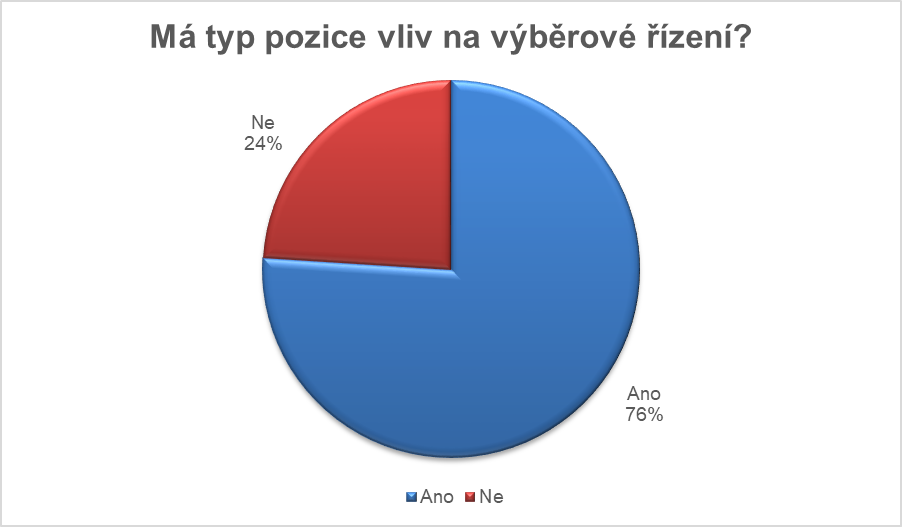 Má typ pozice vliv na výběrové řízení?
Ne
24%
Ano
76%
Ano Ne